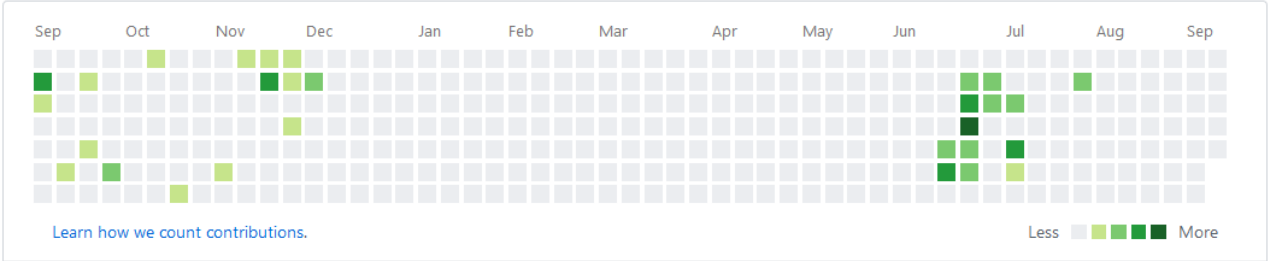 Sep Oct Nov Dec Jan Feb Mar Apr May Jun Jul Aug Sep
Learn how we count contributions. Less More